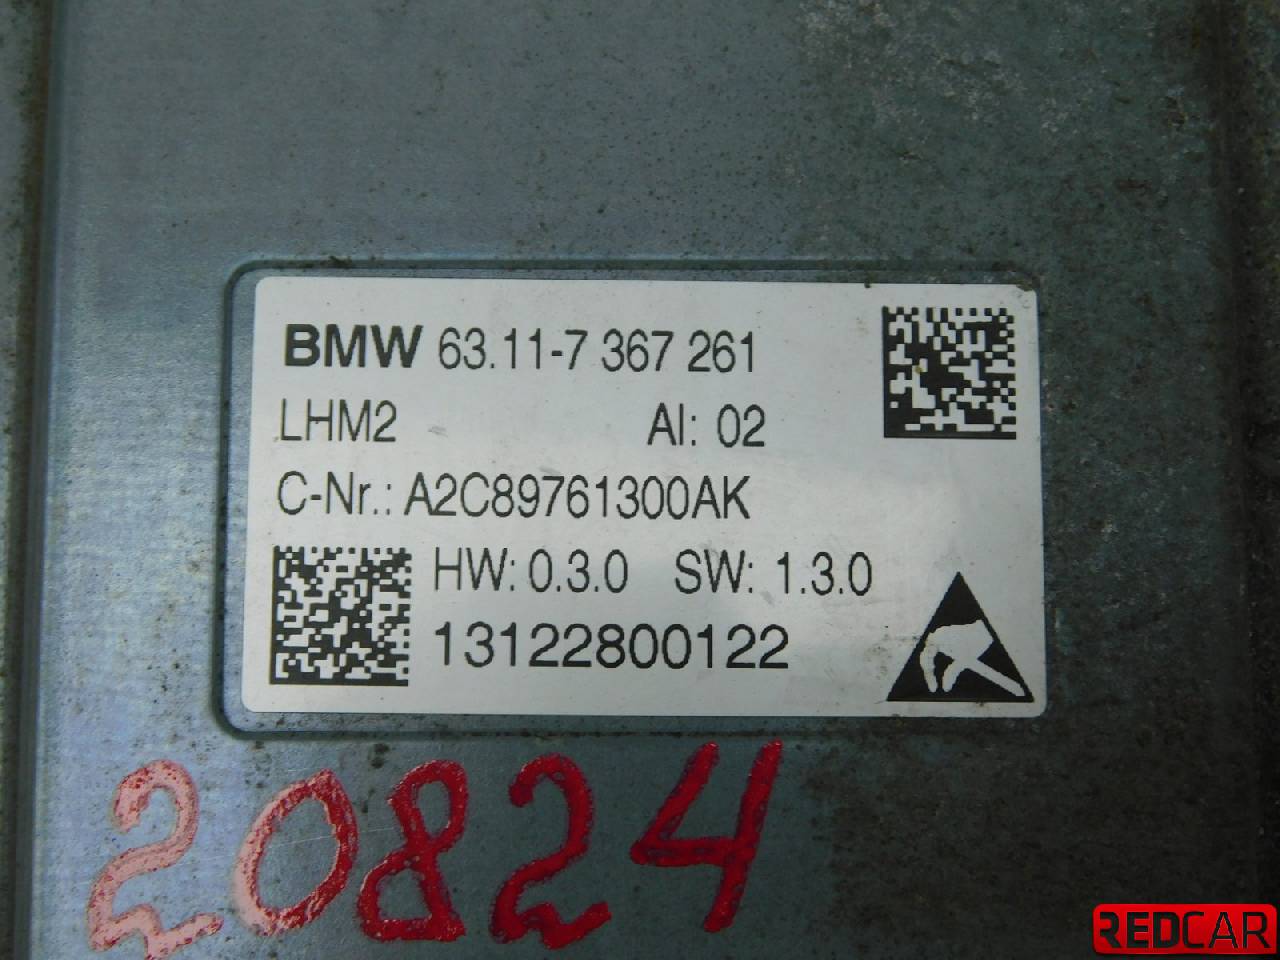 BMW 63.11-7 367 261
LHM2 AI: 02
C-Nr.: A2C89761300AK
HW: 0.3.0 SW: 1.3.0
13122800122
20824
REDCAR